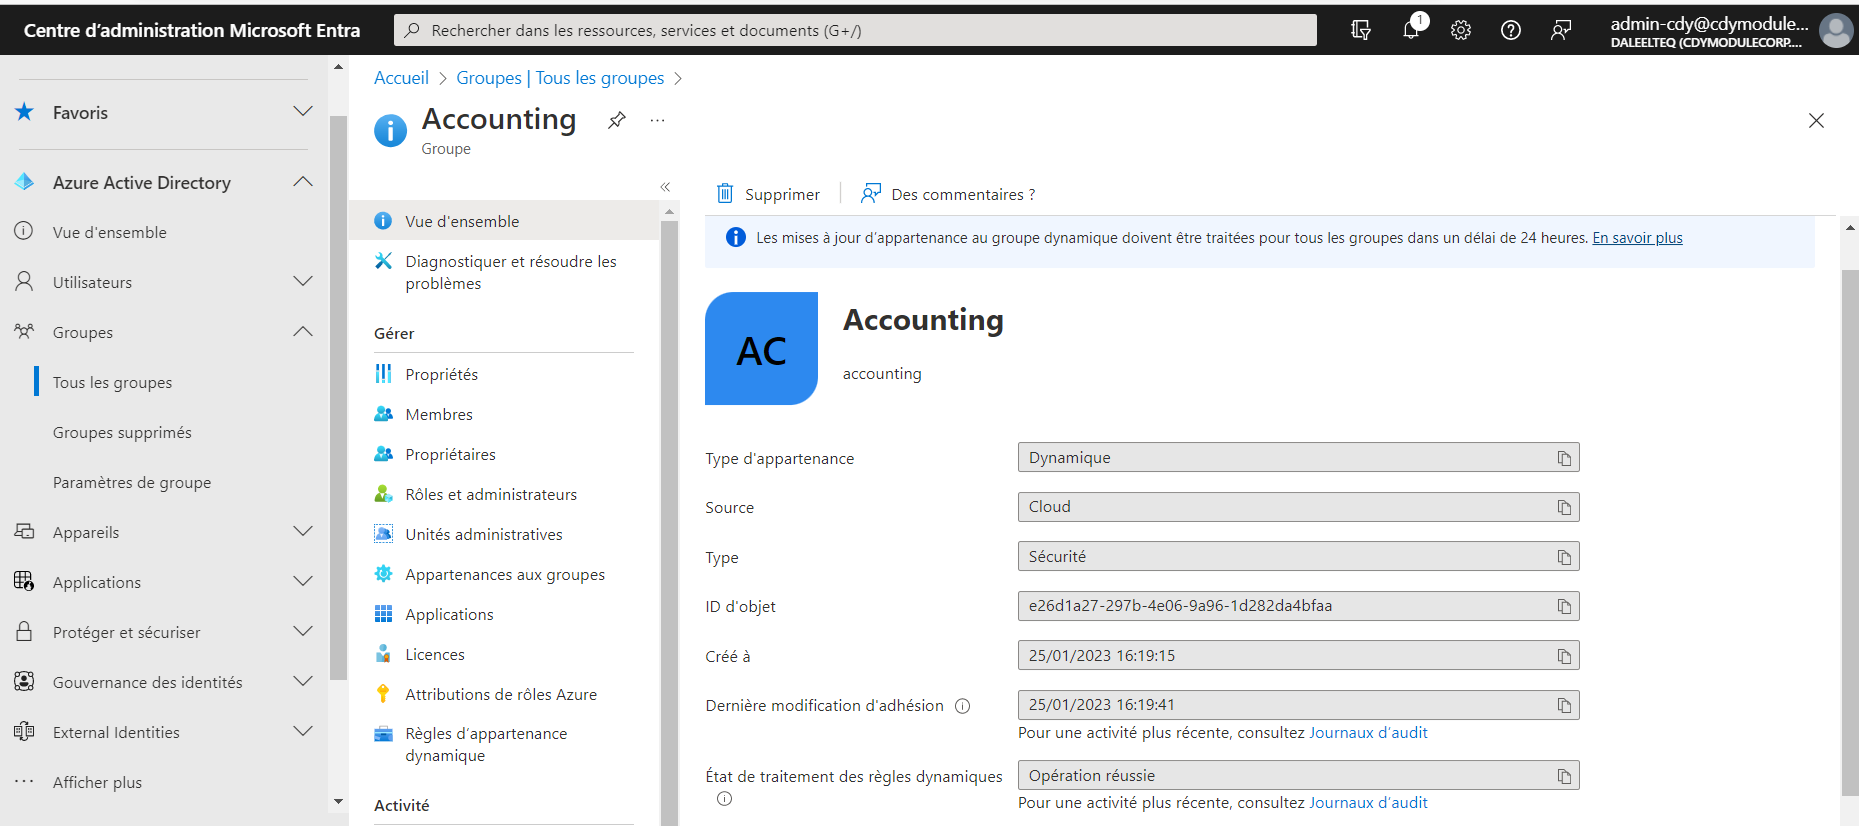 Centre d’administration Microsoft Entra
Rechercher dans les ressources, services et documents (G+/)
1
admin-cdy@cdymodule...
DALEELTEQ (CDYMODULECORP....
Favoris
Azure Active Directory
Vue d'ensemble
Utilisateurs
Groupes
Tous les groupes
Groupes supprimés
Paramètres de groupe
Appareils
Applications
Protéger et sécuriser
Gouvernance des identités
External Identities
Afficher plus
Accueil > Groupes | Tous les groupes >
Accounting
Groupe
Vue d'ensemble
Diagnostiquer et résoudre les
problèmes
Gérer
Propriétés
Membres
Propriétaires
Rôles et administrateurs
Unités administratives
Appartenances aux groupes
Applications
Licences
Attributions de rôles Azure
Règles d’appartenance
dynamique
Activité
Supprimer
Des commentaires ?
Les mises à jour d’appartenance au groupe dynamique doivent être traitées pour tous les groupes dans un délai de 24 heures. En savoir plus
AC
Accounting
accounting
Type d'appartenance
Dynamique
Source
Cloud
Type
Sécurité
ID d'objet
e26d1a27-297b-4e06-9a96-1d282da4bfaa
Créé à
25/01/2023 16:19:15
Dernière modification d'adhésion
25/01/2023 16:19:41
Pour une activité plus récente, consultez Journaux d’audit
État de traitement des règles dynamiques
Opération réussie
Pour une activité plus récente, consultez Journaux d’audit